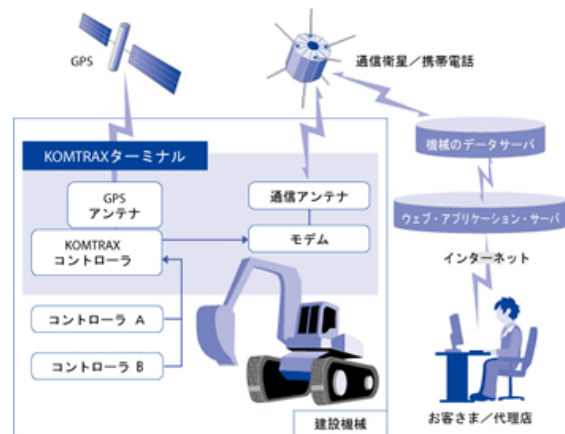 GPS
通信衛星／携帯電話
機械のデータサーバ
KOMTRAXターミナル
GPS
アンテナ
通信アンテナ
ウェブ・アプリケーション・サーバ
KOMTRAX
コントローラ
モデム
インターネット
コントローラ A
コントローラ B
建設機械
お客さま／代理店